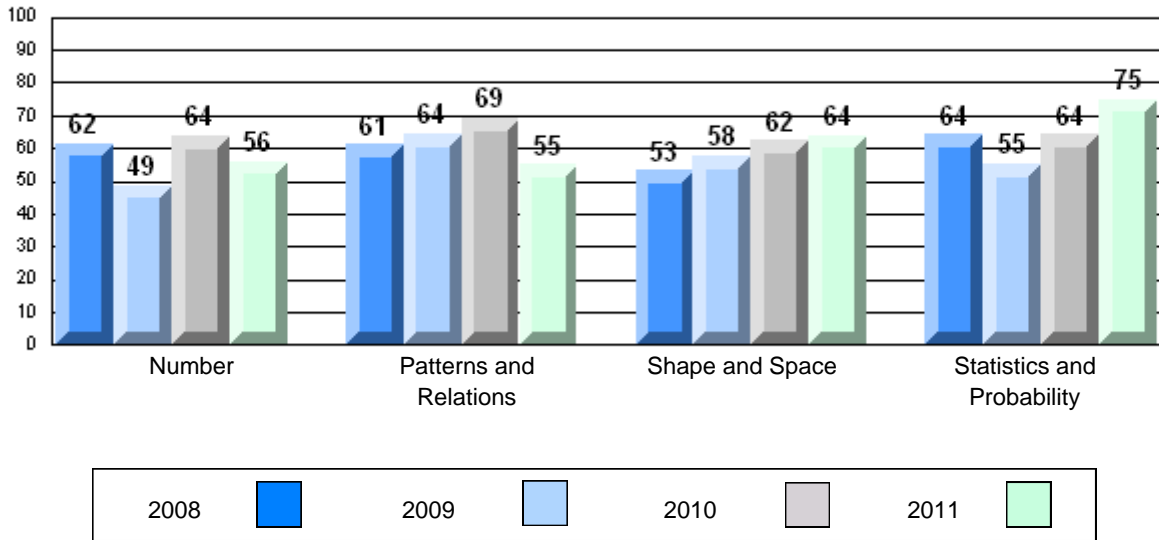 100
90
80
70
60
50
40
30
20
10
0
62 49 64 56 61 64 69 55 53 58 62 64 64 55 64 75
Number Patterns and Shape and Space Statistics and
Relations Probability
2008 2009 2010 2011